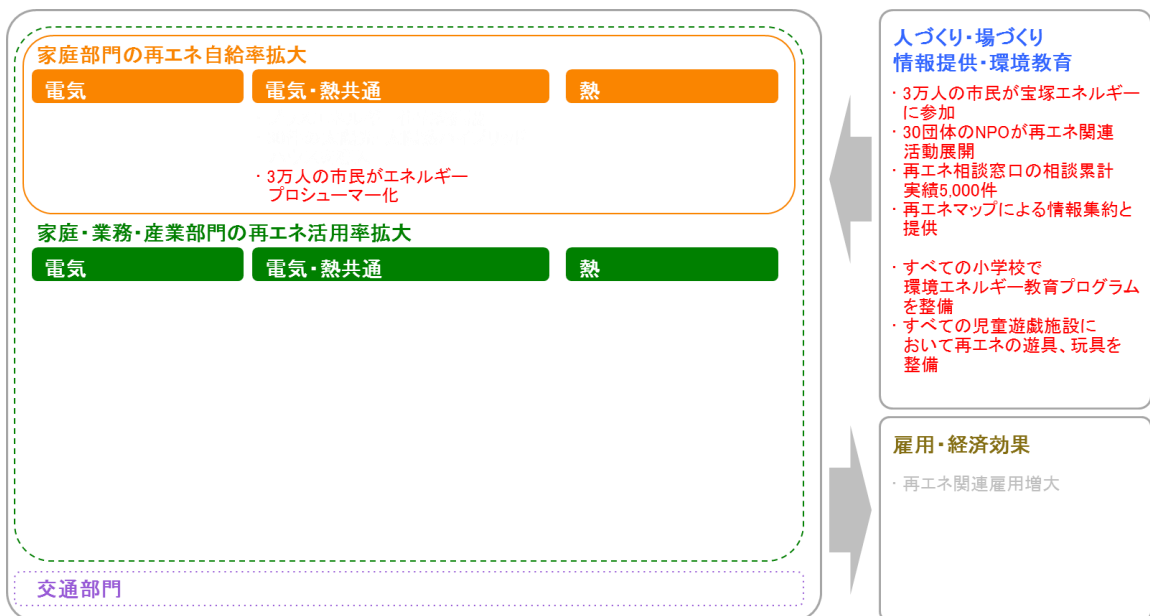 家庭部門の再エネ自給率拡大
電気
電気・熱共通
熱
・3万人の市民がエネルギー
プロシューマー化
家庭・業務・産業部門の再エネ活用率拡大
電気
電気・熱共通
熱
交通部門
人づくり・場づくり
情報提供・環境教育
・3万人の市民が宝塚エネルギー
に参加
・30団体のNPOが再エネ関連
活動展開
・再エネ相談窓口の相談累計
実績5,000件
・再エネマップによる情報集約と
提供
・すべての小学校で
環境エネルギー教育プログラム
を整備
・すべての児童遊戯施設に
おいて再エネの遊具、玩具を
整備
雇用・経済効果
・再エネ関連雇用増大